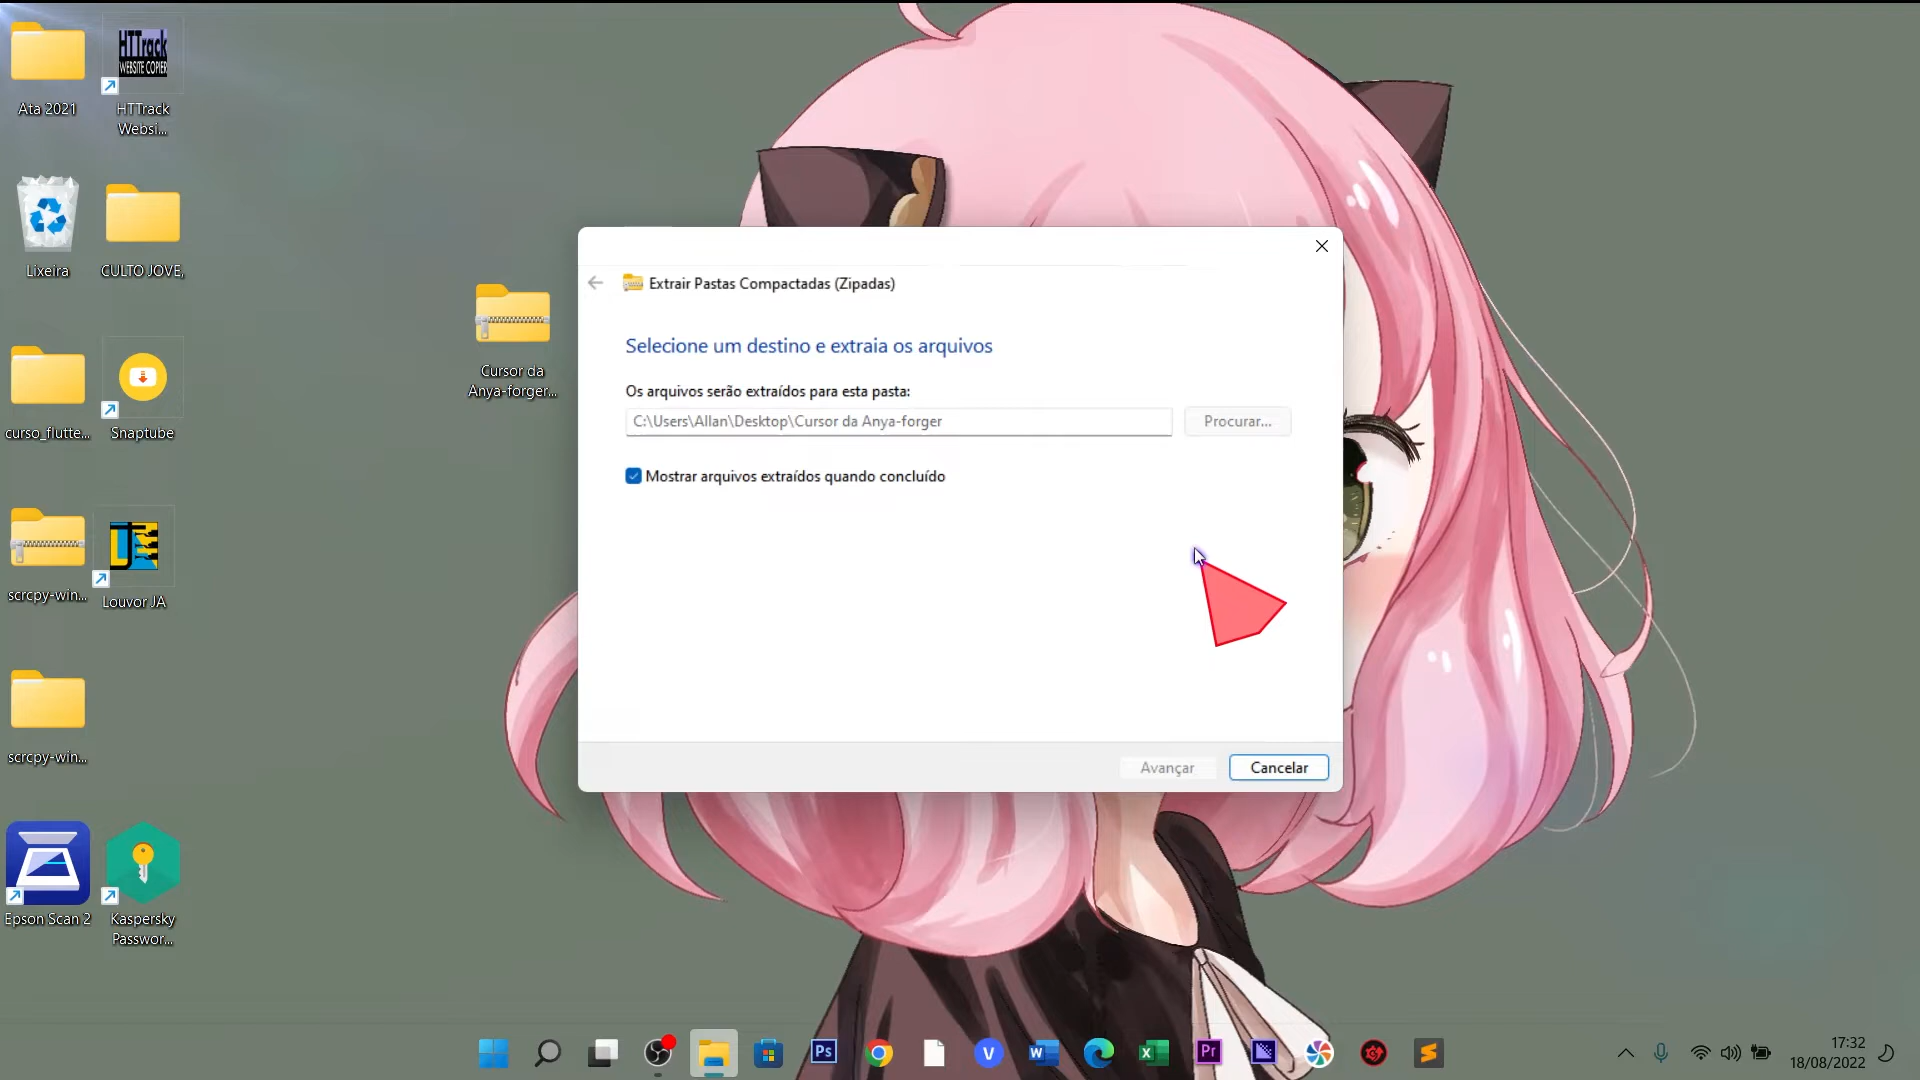 Ata 2021
HTTrack
WEBSITE COPIER
HTTrack
Websi...
Lixeira
CULTO JOVE,
curso_flutte...
Snaptube
scrcpy-win...
Louvor JA
scrcpy-win...
Epson Scan 2
Kaspersky
Passwor...
Cursor da
Anya-forger...
Extrair Pastas Compactadas (Zipadas)
Selecione um destino e extraia os arquivos
Os arquivos serão extraídos para esta pasta:
C:\Users\Allan\Desktop\Cursor da Anya-forger
Procurar...
Mostrar arquivos extraídos quando concluído
Avançar
Cancelar
Ps
V
W
X
Pr
17:32
18/08/2022